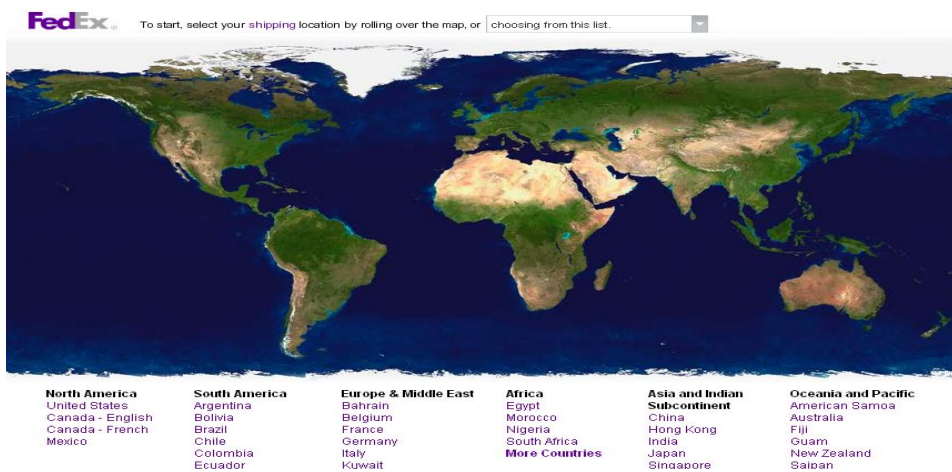 FedEx® To start, select your shipping location by rolling over the map, or choosing from this list.
North America
United States
Canada - English
Canada - French
Mexico
South America
Argentina
Bolivia
Brazil
Chile
Colombia
Ecuador
Europe & Middle East
Bahrain
Belgium
France
Germany
Italy
Kuwait
Africa
Egypt
Morocco
Nigeria
South Africa
More Countries
Asia and Indian
Subcontinent
China
Hong Kong
India
Japan
Singapore
Oceania and Pacific
American Samoa
Australia
Fiji
Guam
New Zealand
Saipan